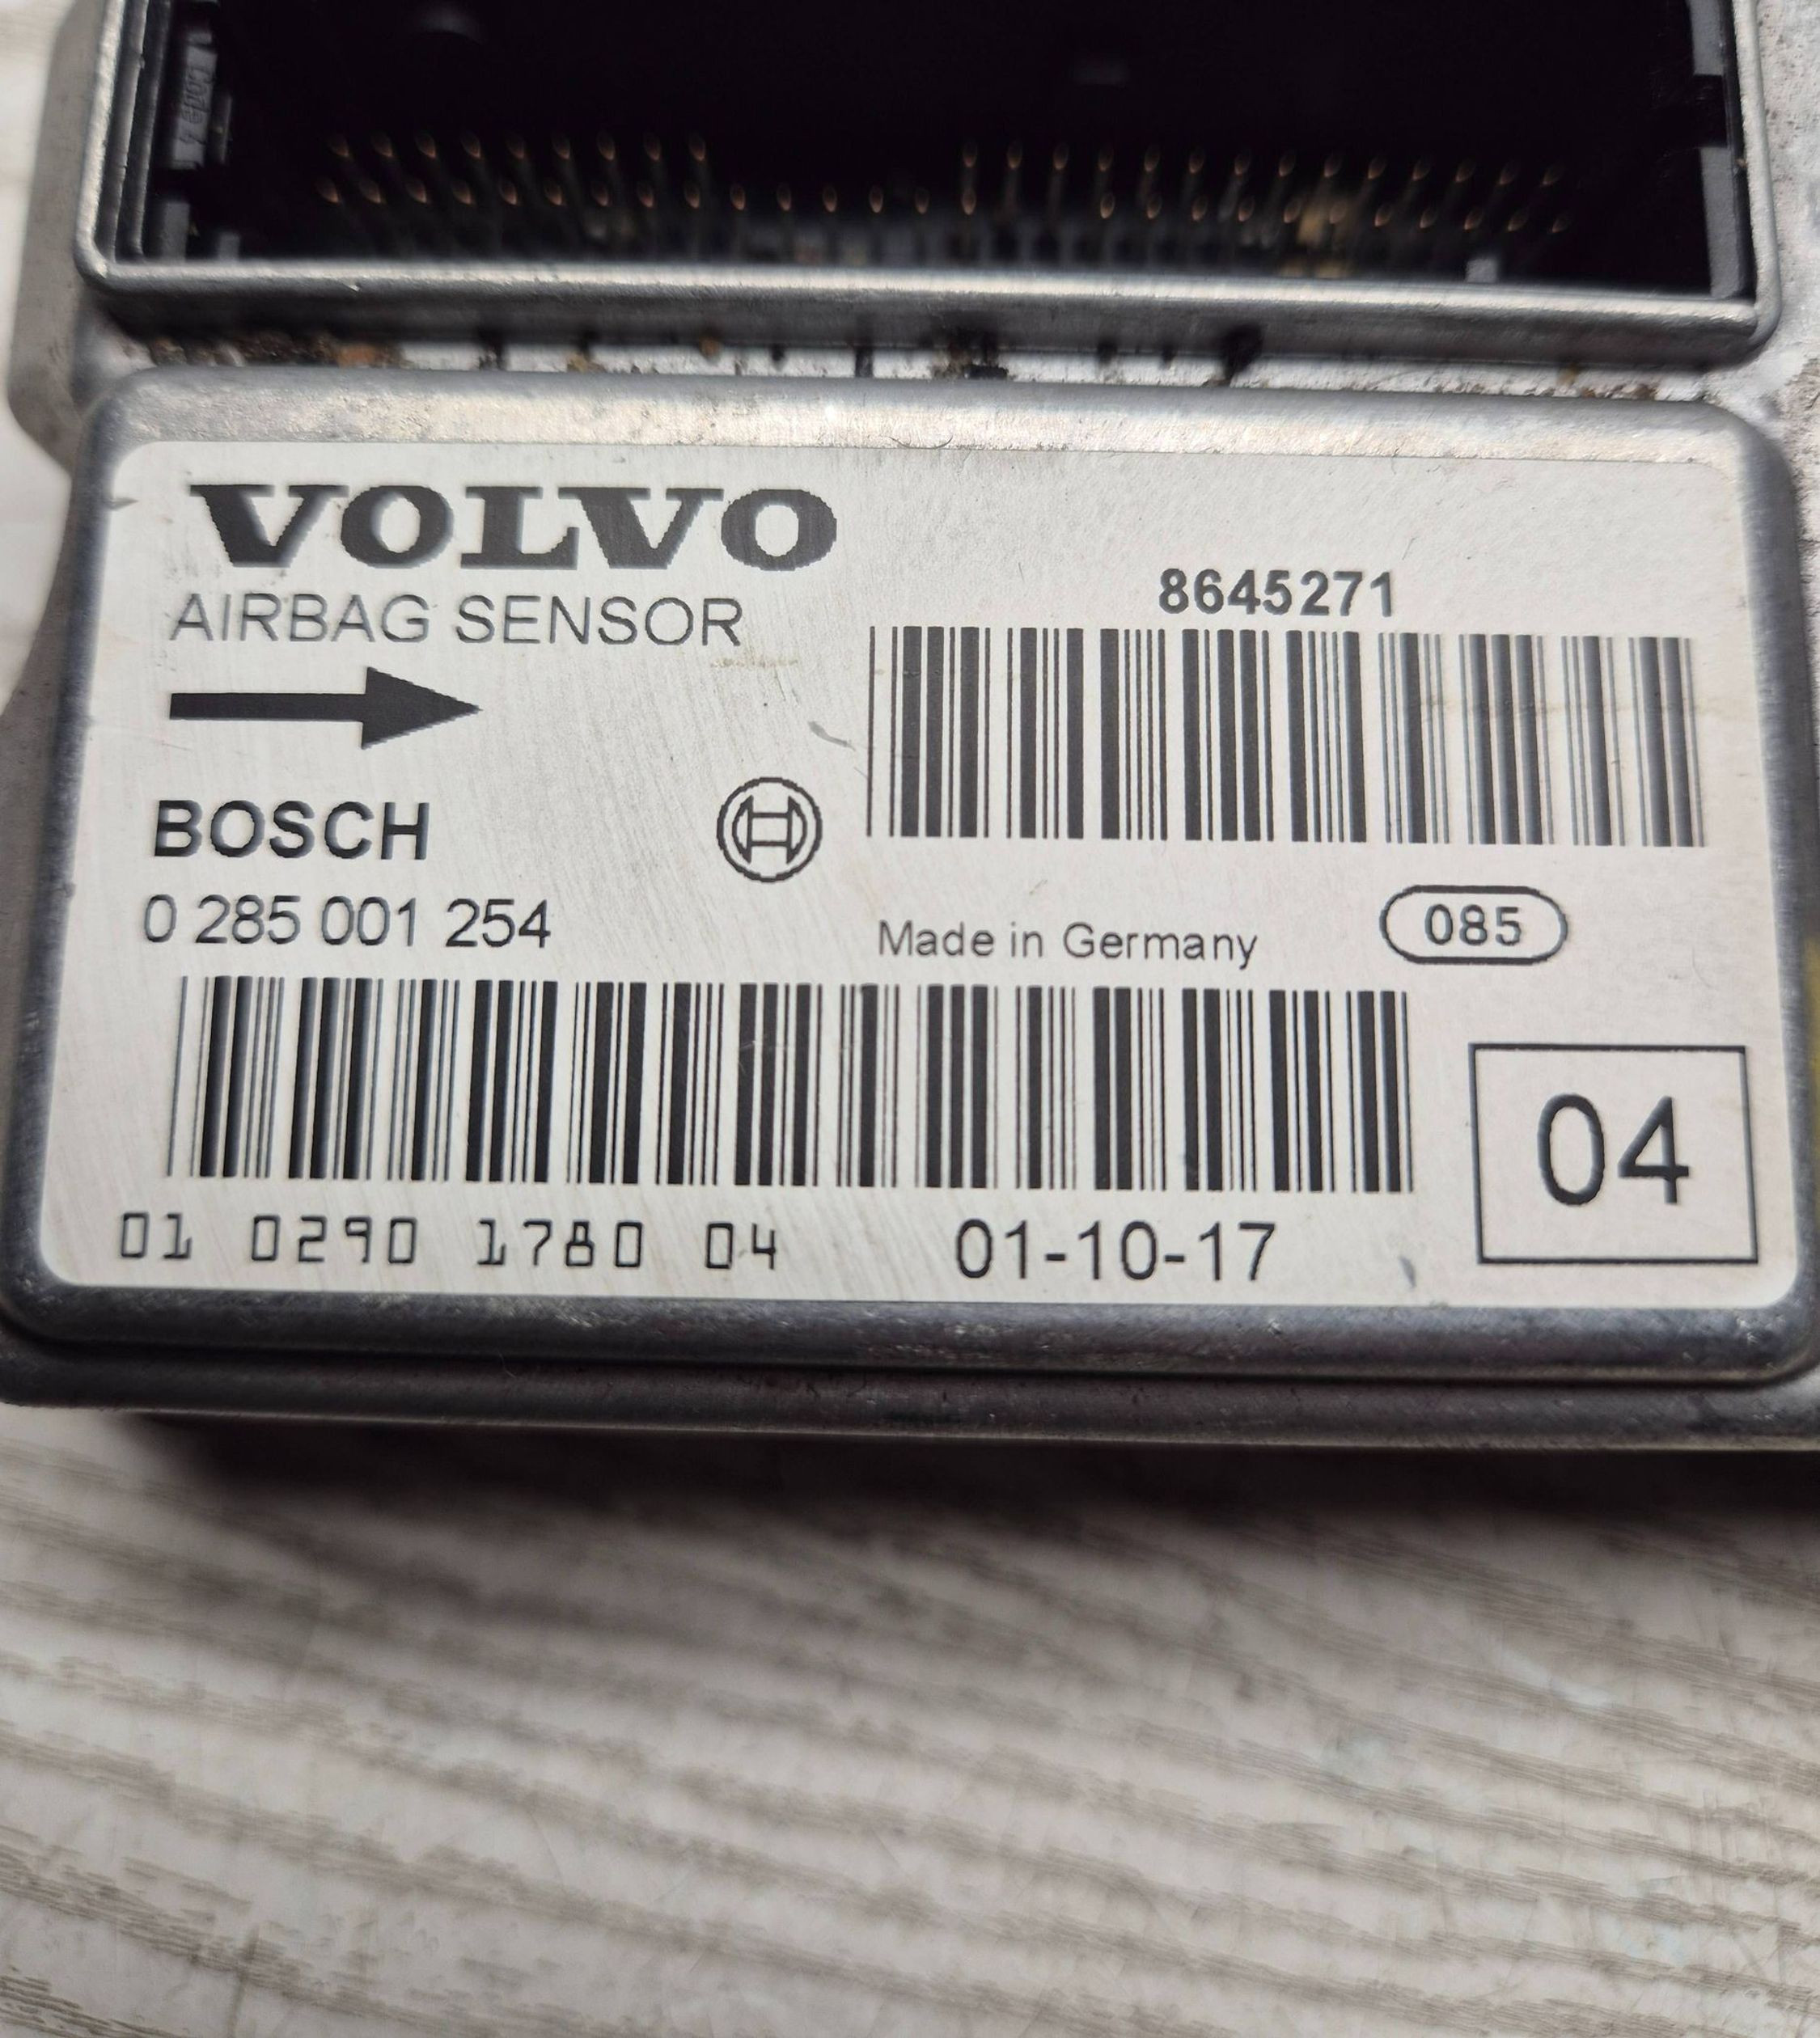 VOLVO
AIRBAG SENSOR
8645271
BOSCH
0 285 001 254
Made in Germany
085
04
01 0290 1780 04
01-10-17